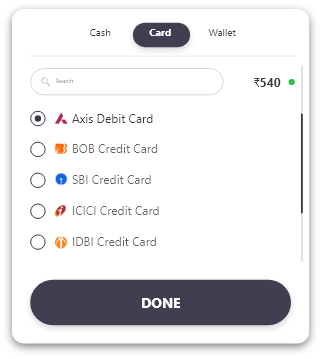 Cash Card Wallet
Search ₹540
Axis Debit Card
BOB Credit Card
SBI Credit Card
ICICI Credit Card
IDBI Credit Card
DONE